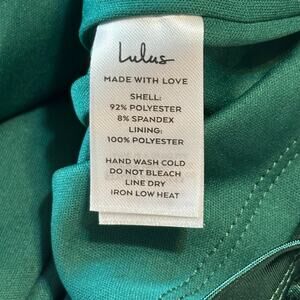 Lulus
MADE WITH LOVE
SHELL:
92% POLYESTER
8% SPANDEX
LINING:
100% POLYESTER
HAND WASH COLD
DO NOT BLEACH
LINE DRY
IRON LOW HEAT